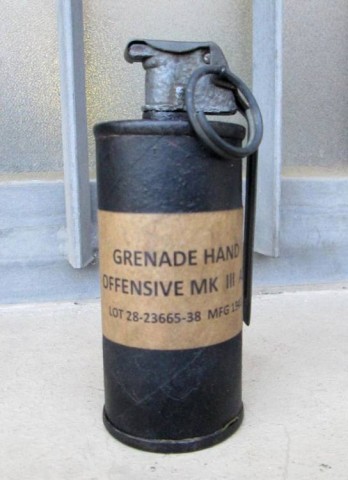 GRENADE HAND
OFFENSIVE MK III
LOT 28-23665-38 MFG